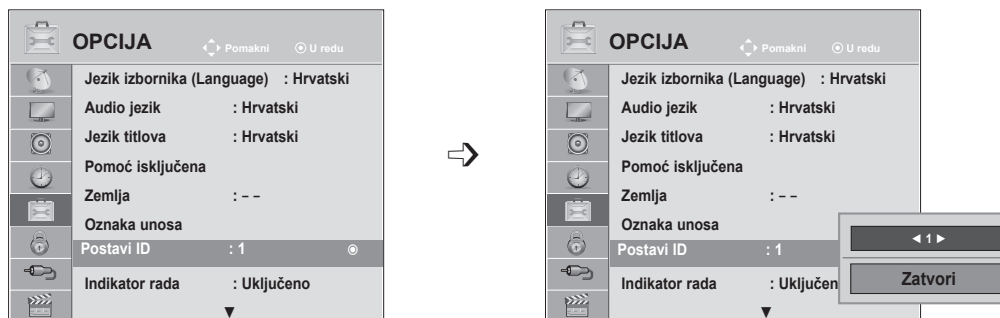 OPCIJA
Pomakni U redu
Jezik izbornika (Language) : Hrvatski
Audio jezik : Hrvatski
Jezik titlova : Hrvatski
Pomoć isključena
Zemlja : – –
Oznaka unosa
Postavi ID : 1
Indikator rada : Uključeno
OPCIJA
Pomakni U redu
Jezik izbornika (Language) : Hrvatski
Audio jezik : Hrvatski
Jezik titlova : Hrvatski
Pomoć isključena
Zemlja : – –
Oznaka unosa
Postavi ID : 1
Indikator rada : Uključen
◄ 1 ►
Zatvori